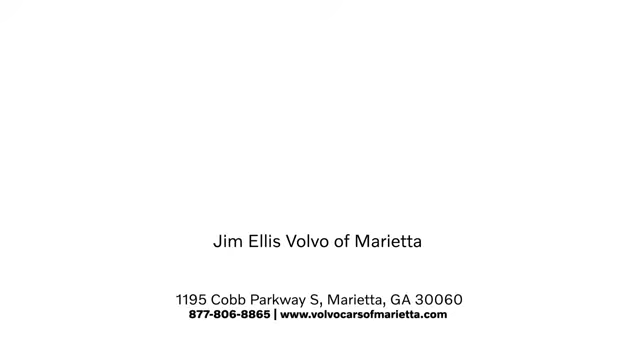 Jim Ellis Volvo of Marietta
1195 Cobb Parkway S, Marietta, GA 30060
877-806-8865 | www.volvocarsofmarietta.com